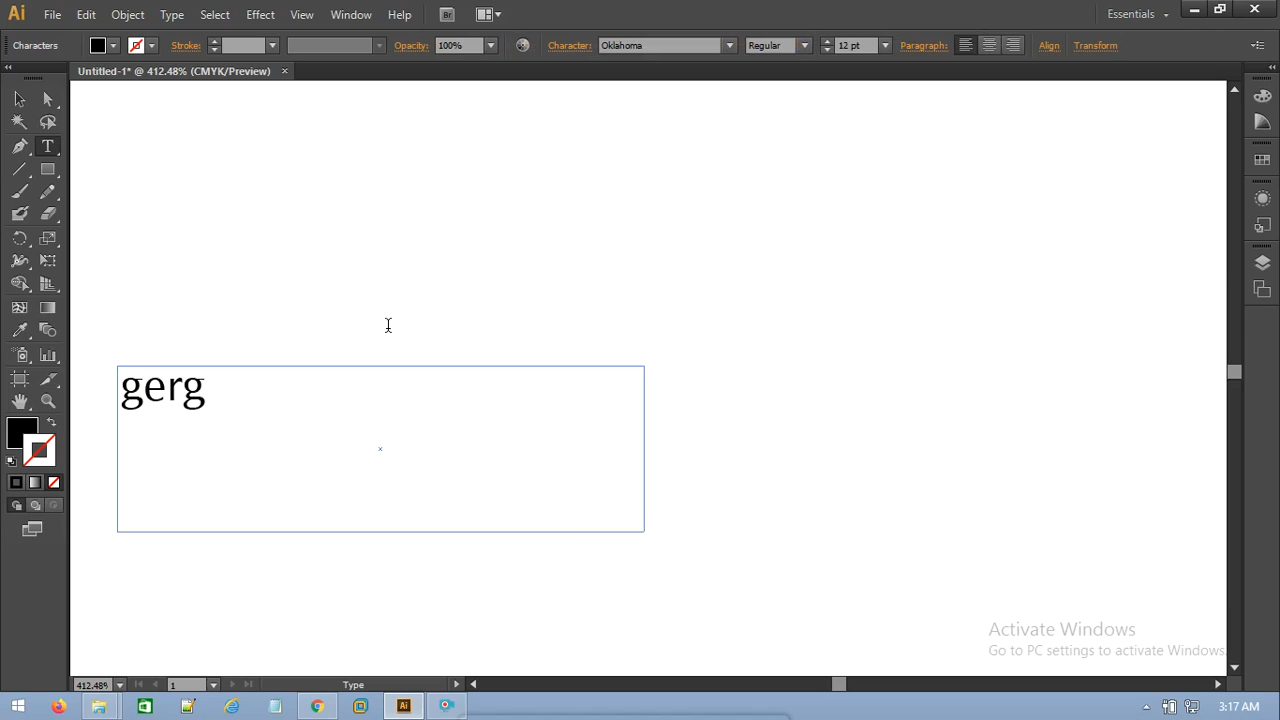 Ai File Edit Object Type Select Effect View Window Help Br Essentials
Characters Stroke: Opacity: 100% Character: Oklahoma Regular 12 pt Paragraph: Align Transform
Untitled-1* @ 412.48% (CMYK/Preview)
T
gerg
Activate Windows
Go to PC settings to activate Windows.
412.48% 1 Type
Ai 3:17 AM